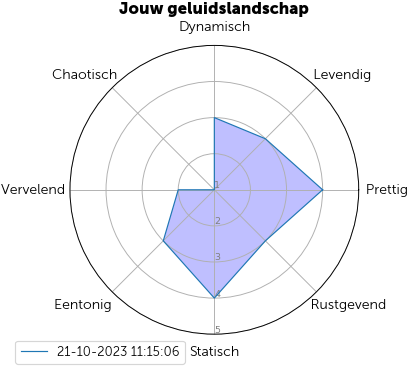 Jouw geluidslandschap
Dynamisch
Chaotisch
Levendig
Vervelend
Prettig
1
2
3
4
5
Eentonig
Rustgevend
Statisch
21-10-2023 11:15:06